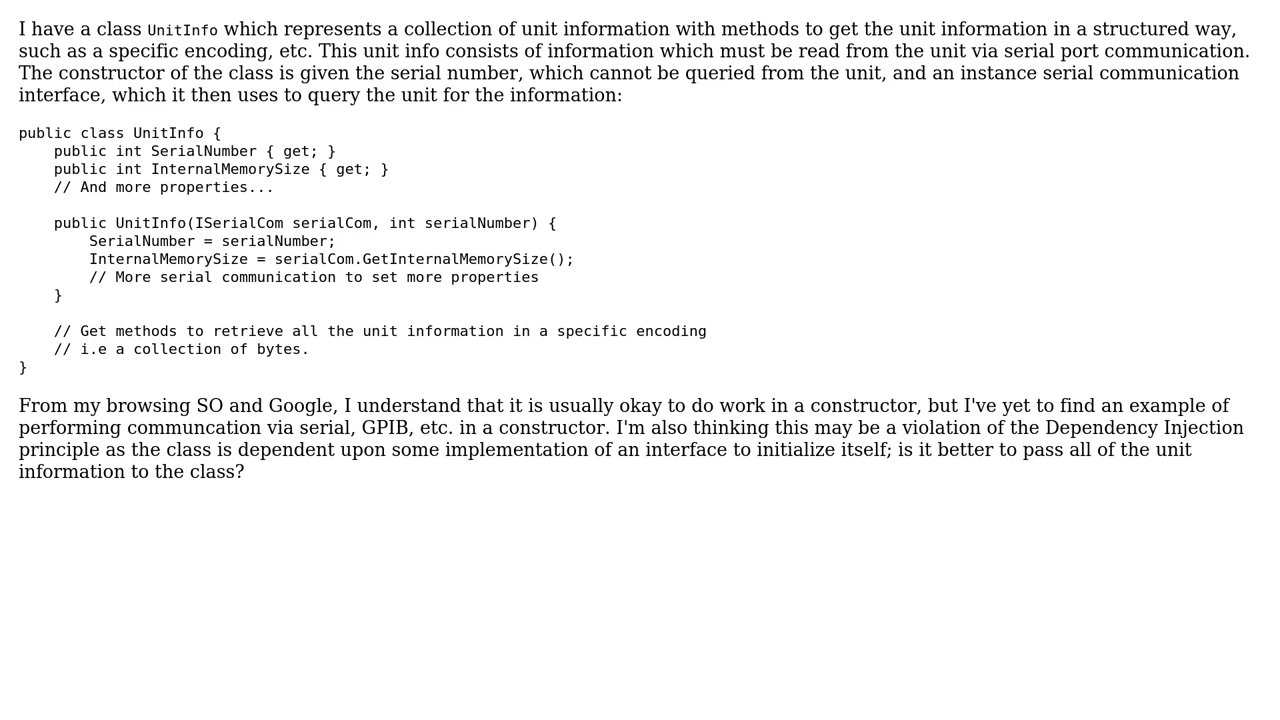 I have a class UnitInfo which represents a collection of unit information with methods to get the unit information in a structured way,
such as a specific encoding, etc. This unit info consists of information which must be read from the unit via serial port communication.
The constructor of the class is given the serial number, which cannot be queried from the unit, and an instance serial communication
interface, which it then uses to query the unit for the information:
public class UnitInfo {
    public int SerialNumber { get; }
    public int InternalMemorySize { get; }
    // And more properties...
    public UnitInfo(ISerialCom serialCom, int serialNumber) {
        SerialNumber = serialNumber;
        InternalMemorySize = serialCom.GetInternalMemorySize();
        // More serial communication to set more properties
    }
    // Get methods to retrieve all the unit information in a specific encoding
    // i.e a collection of bytes.
}
From my browsing SO and Google, I understand that it is usually okay to do work in a constructor, but I've yet to find an example of
performing communcation via serial, GPIB, etc. in a constructor. I'm also thinking this may be a violation of the Dependency Injection
principle as the class is dependent upon some implementation of an interface to initialize itself; is it better to pass all of the unit
information to the class?